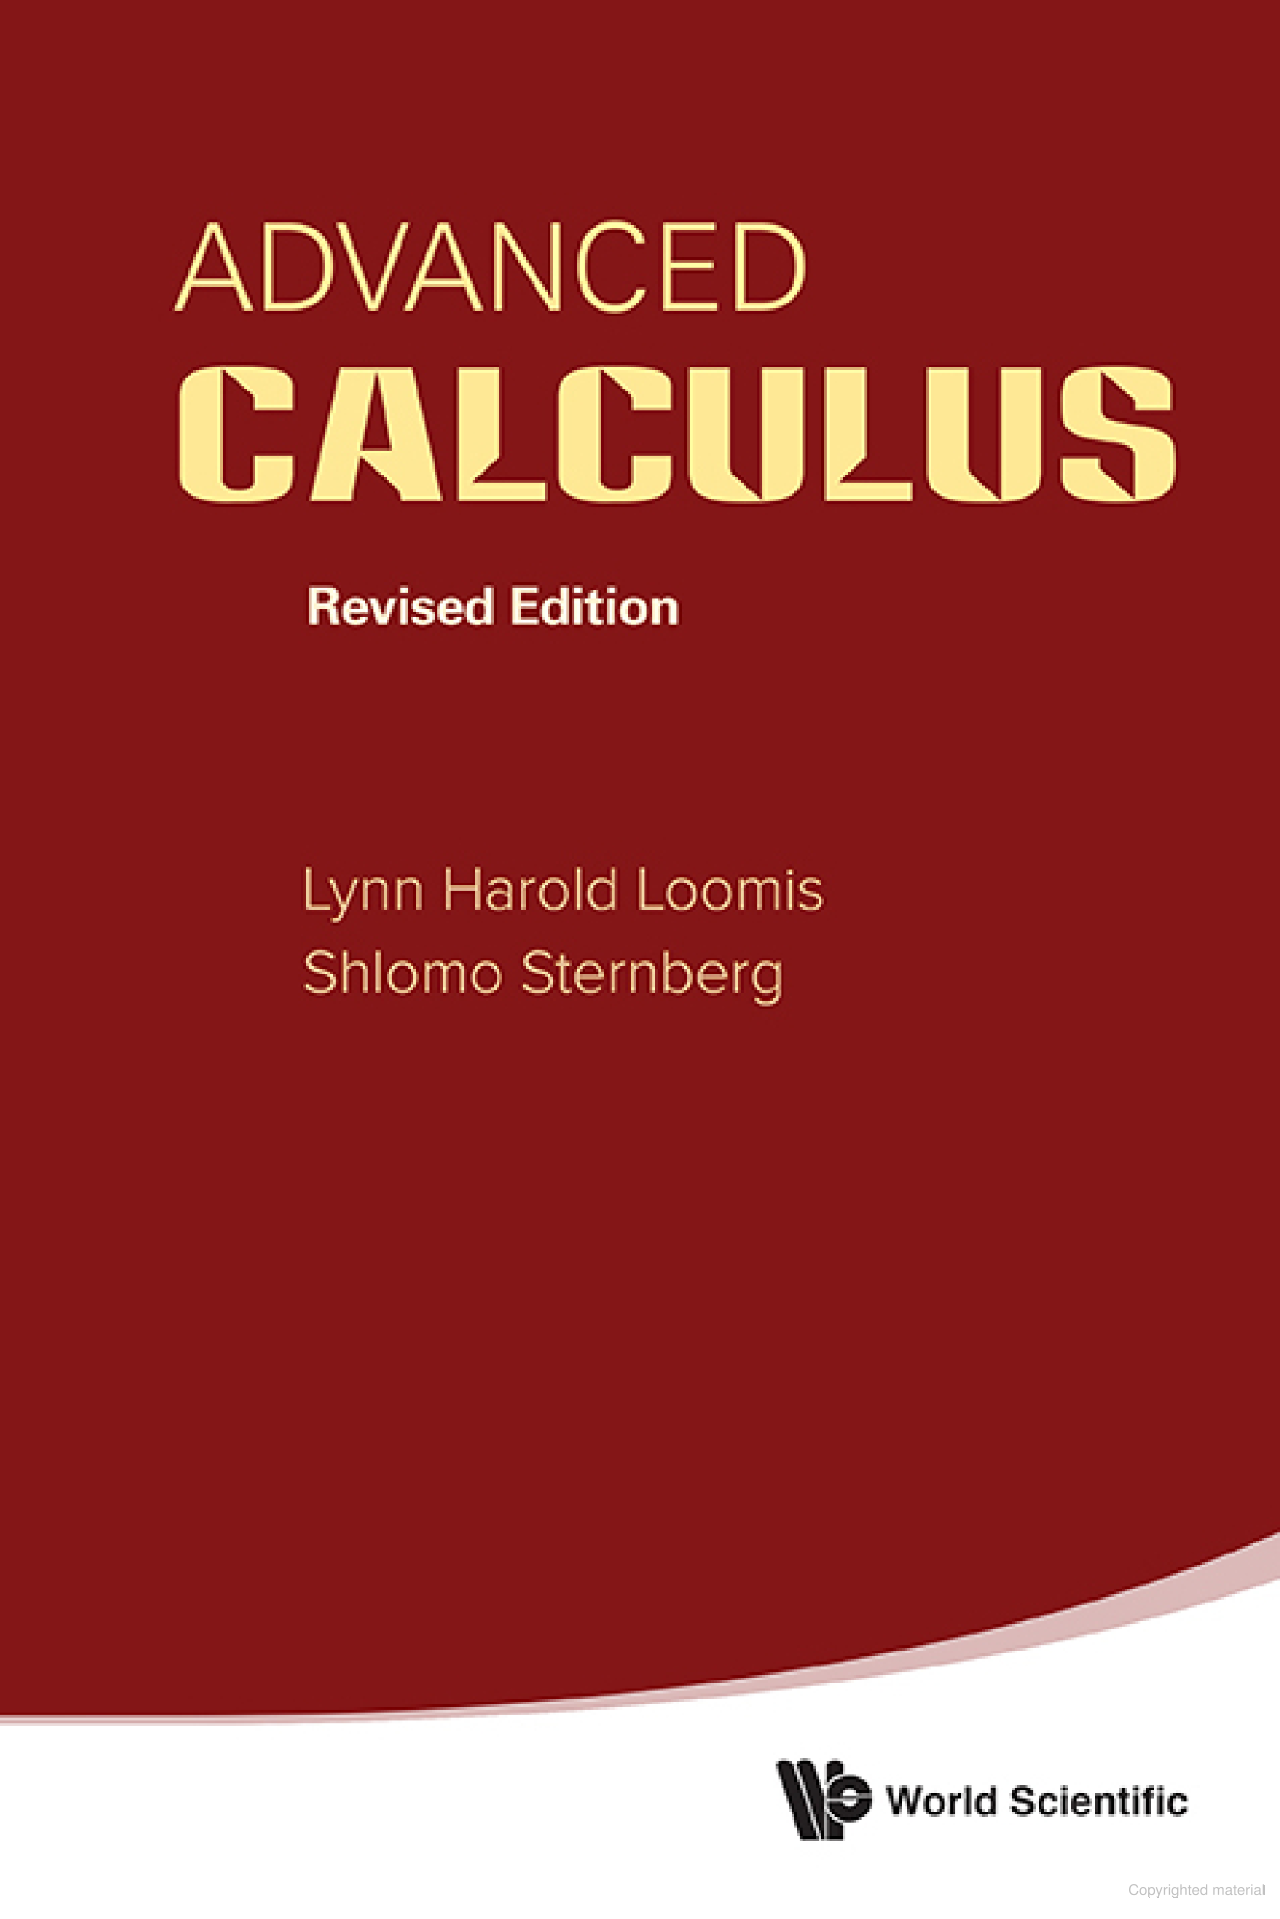 ADVANCED
CALCULUS
Revised Edition
Lynn Harold Loomis
Shlomo Sternberg
World Scientific
Copyrighted material